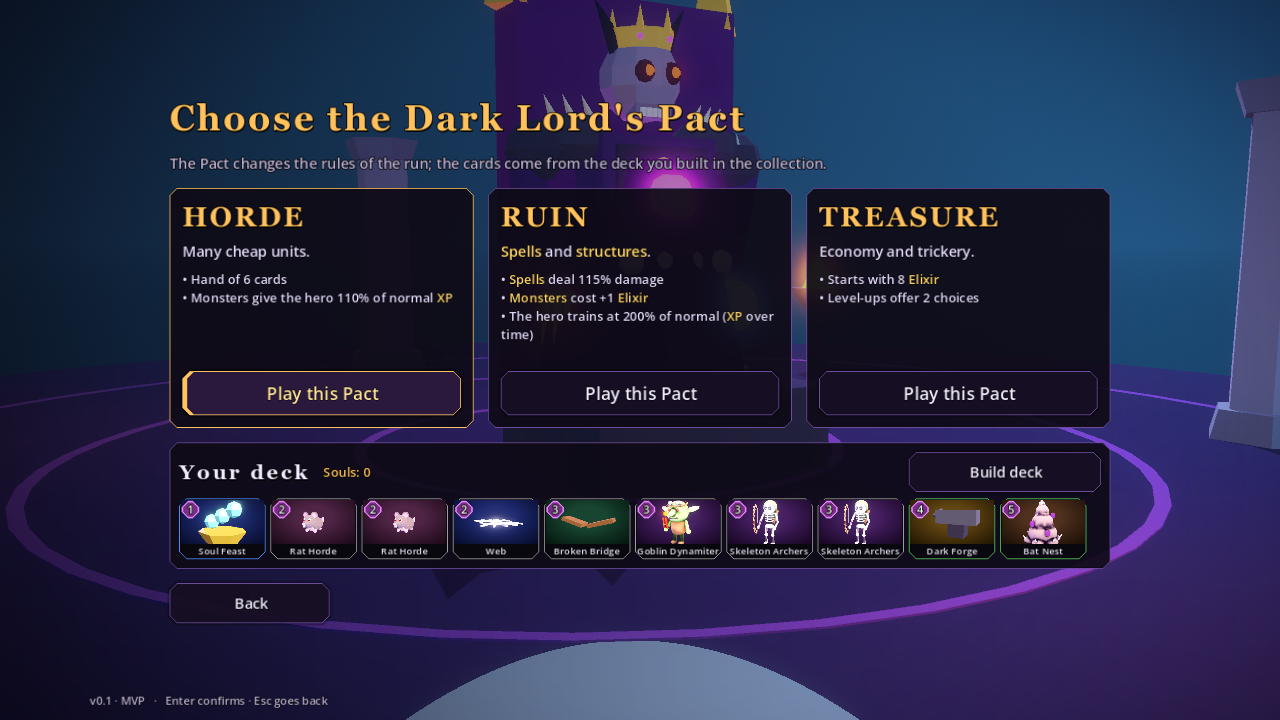 Choose the Dark Lord's Pact
The Pact changes the rules of the run; the cards come from the deck you built in the collection.
HORDE
Many cheap units.
• Hand of 6 cards
• Monsters give the hero 110% of normal XP
Play this Pact
RUIN
Spells and structures.
• Spells deal 115% damage
• Monsters cost +1 Elixir
• The hero trains at 200% of normal (XP over
time)
Play this Pact
TREASURE
Economy and trickery.
• Starts with 8 Elixir
• Level-ups offer 2 choices
Play this Pact
Your deck
Souls: 0
Build deck
1
Soul Feast
2
Rat Horde
2
Rat Horde
2
Web
3
Broken Bridge
3
Goblin Dynamiter
3
Skeleton Archers
3
Skeleton Archers
4
Dark Forge
5
Bat Nest
Back
v0.1 · MVP · Enter confirms · Esc goes back